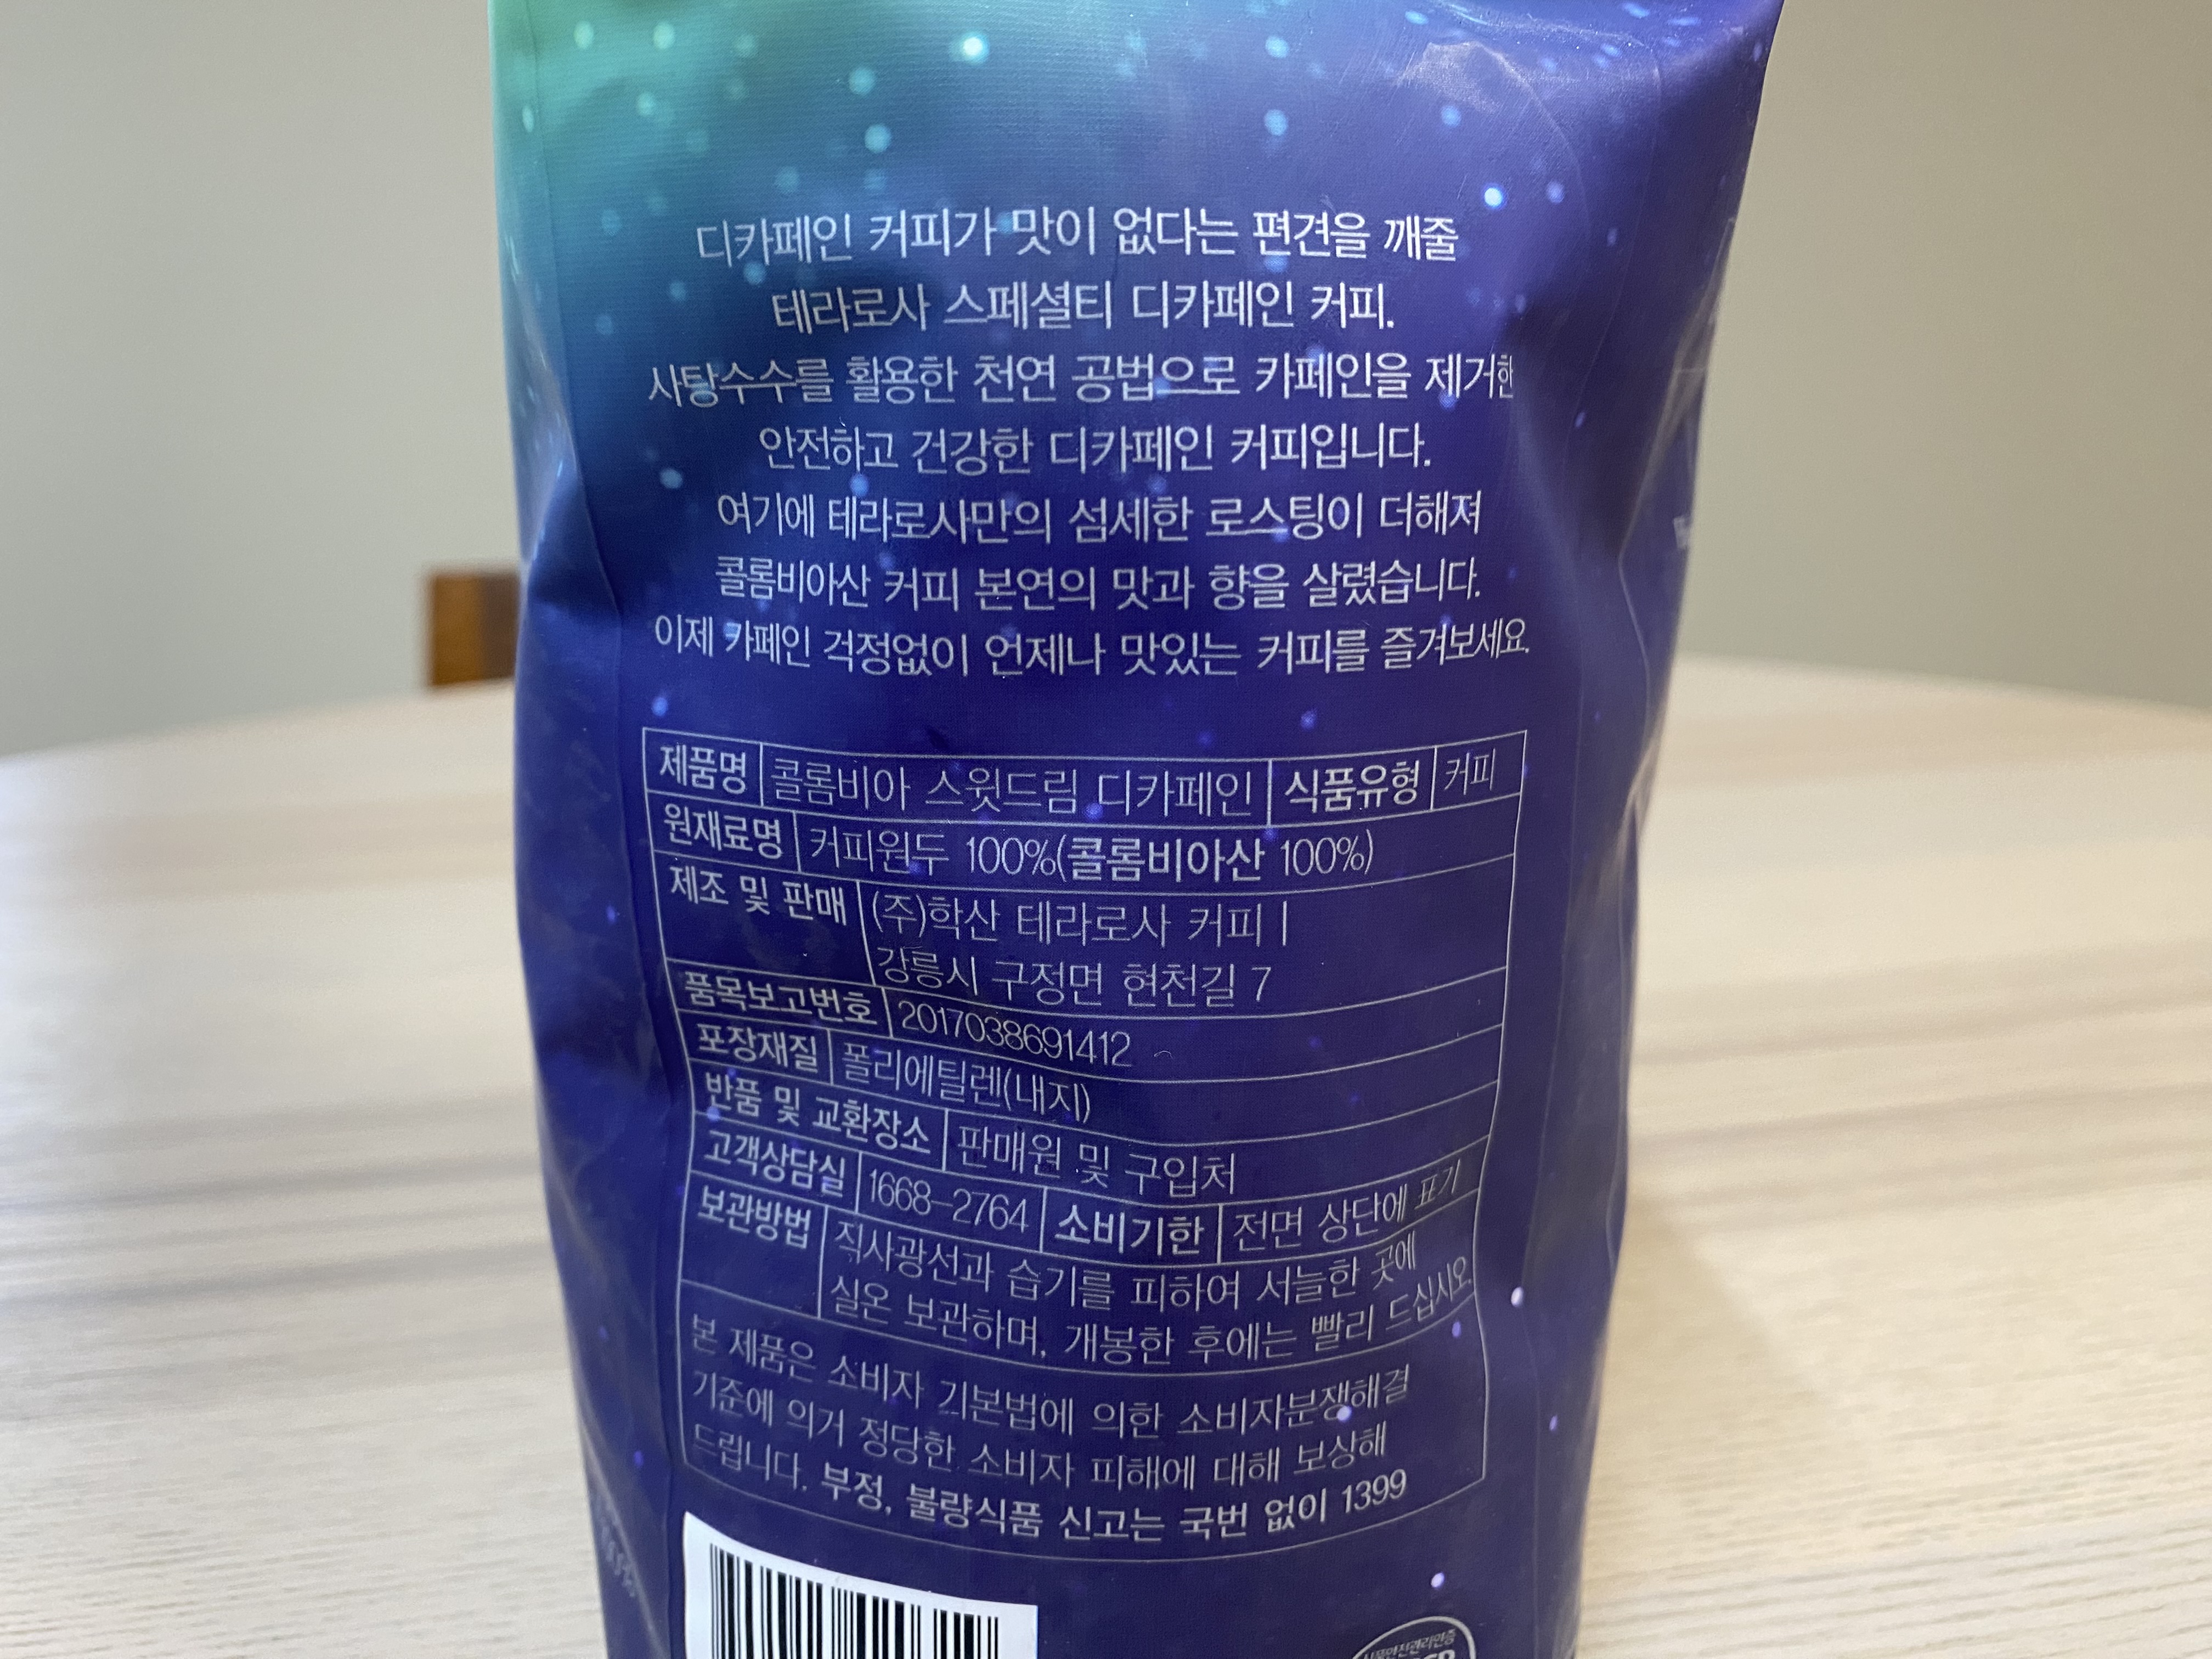 디카페인 커피가 맛이 없다는 편견을 깨줄
테라로사 스페셜티 디카페인 커피.
사탕수수를 활용한 천연 공법으로 카페인을 제거한
안전하고 건강한 디카페인 커피입니다.
여기에 테라로사만의 섬세한 로스팅이 더해져
콜롬비아산 커피 본연의 맛과 향을 살렸습니다.
이제 카페인 걱정없이 언제나 맛있는 커피를 즐겨보세요.
제품명 콜롬비아 스윗드림 디카페인 식품유형 커피
원재료명 커피원두 100%(콜롬비아산 100%)
제조 및 판매 (주)학산 테라로사 커피 |
강릉시 구정면 현천길 7
품목보고번호 2017038691412
포장재질 폴리에틸렌(내지)
반품 및 교환장소 판매원 및 구입처
고객상담실 1668-2764 소비기한 전면 상단에 표기
보관방법 직사광선과 습기를 피하여 서늘한 곳에
실온 보관하며, 개봉한 후에는 빨리 드십시오.
본 제품은 소비자 기본법에 의한 소비자분쟁해결
기준에 의거 정당한 소비자 피해에 대해 보상해
드립니다. 부정, 불량식품 신고는 국번 없이 1399